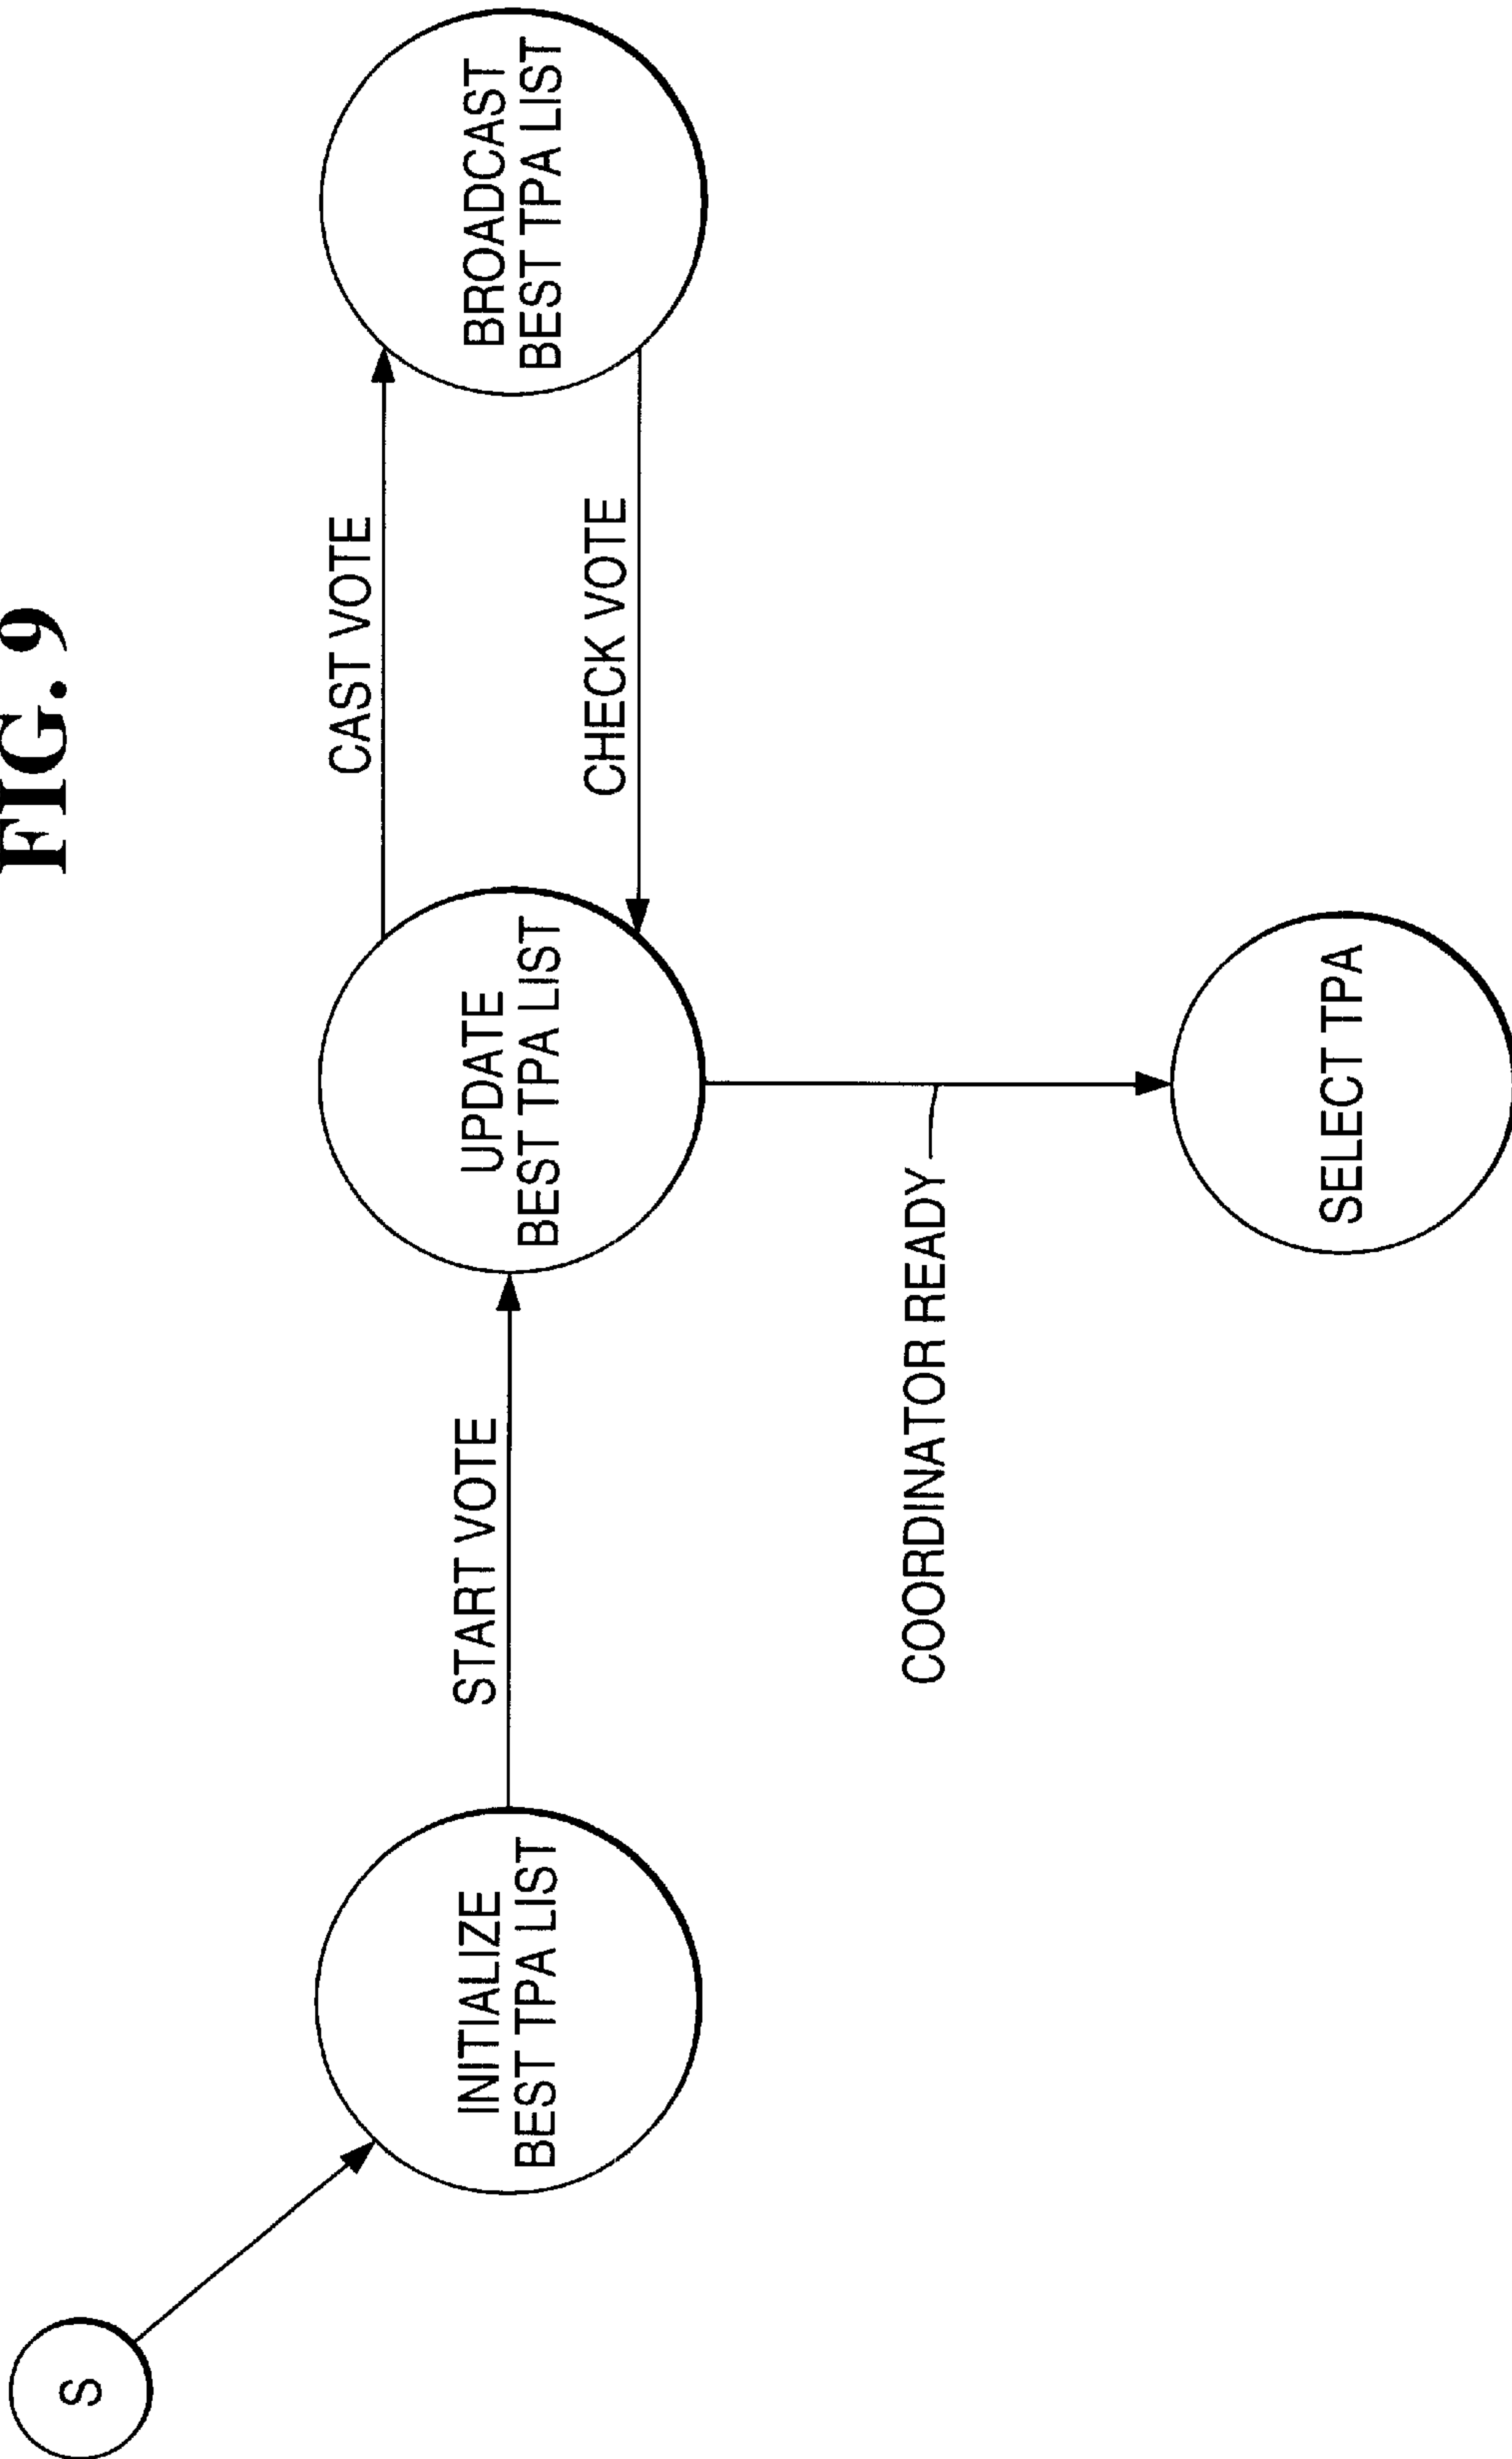 FIG. 9
S
INITIALIZE
BEST TPA LIST
START VOTE
UPDATE
BEST TPA LIST
CAST VOTE
CHECK VOTE
BROADCAST
BEST TPA LIST
COORDINATOR READY
SELECT TPA